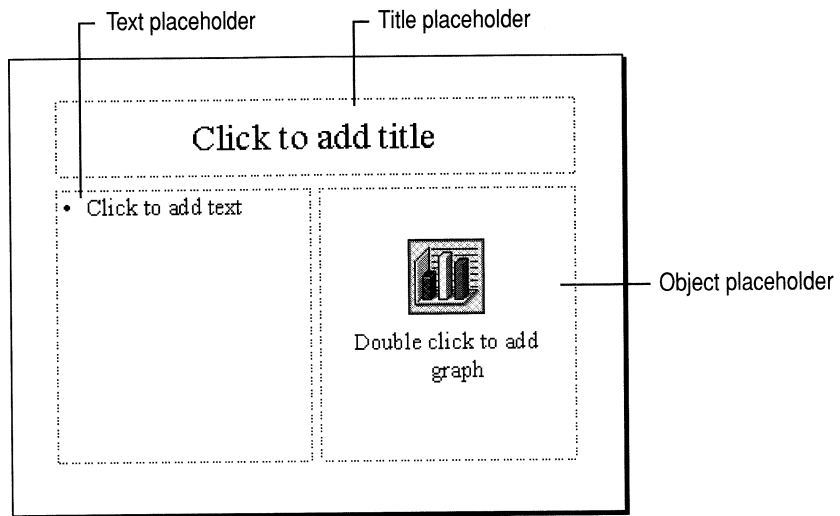 Text placeholder
Title placeholder
Click to add title
• Click to add text
Object placeholder
Double click to add
graph